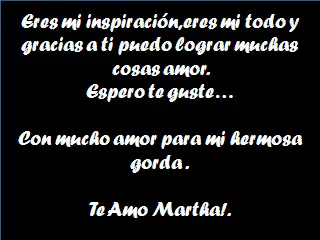 Eres mi inspiración,eres mi todo y
gracias a ti puedo lograr muchas
cosas amor.
Espero te guste...
Con mucho amor para mi hermosa
gorda .
Te Amo Martha!.